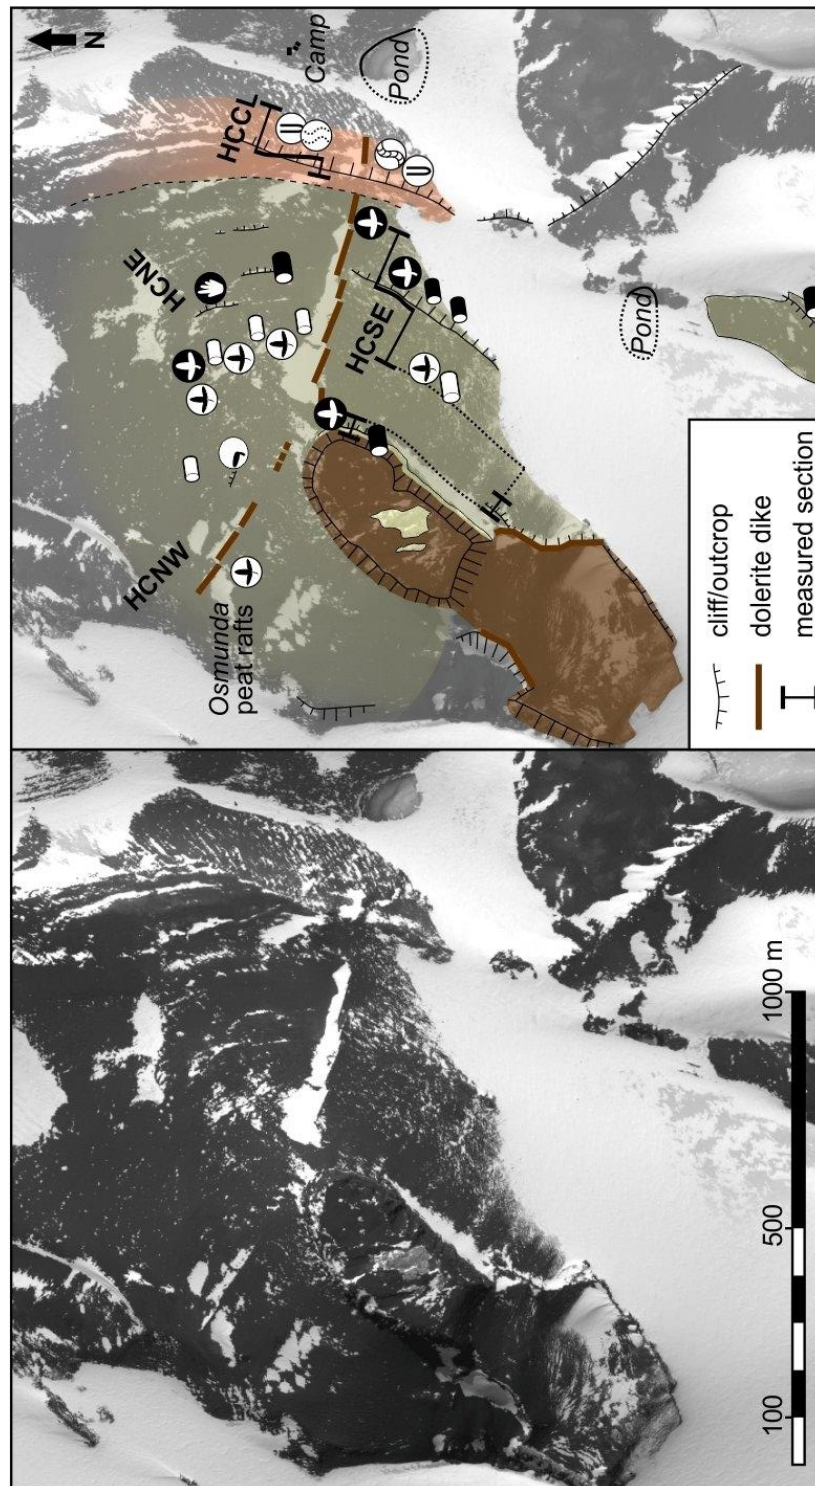 N
Camp
Pond
HCCL
HCNE
HCSE
Pond
HCNW
Osmunda
peat rafts
cliff/outcrop
dolerite dike
measured section
100
500
1000 m